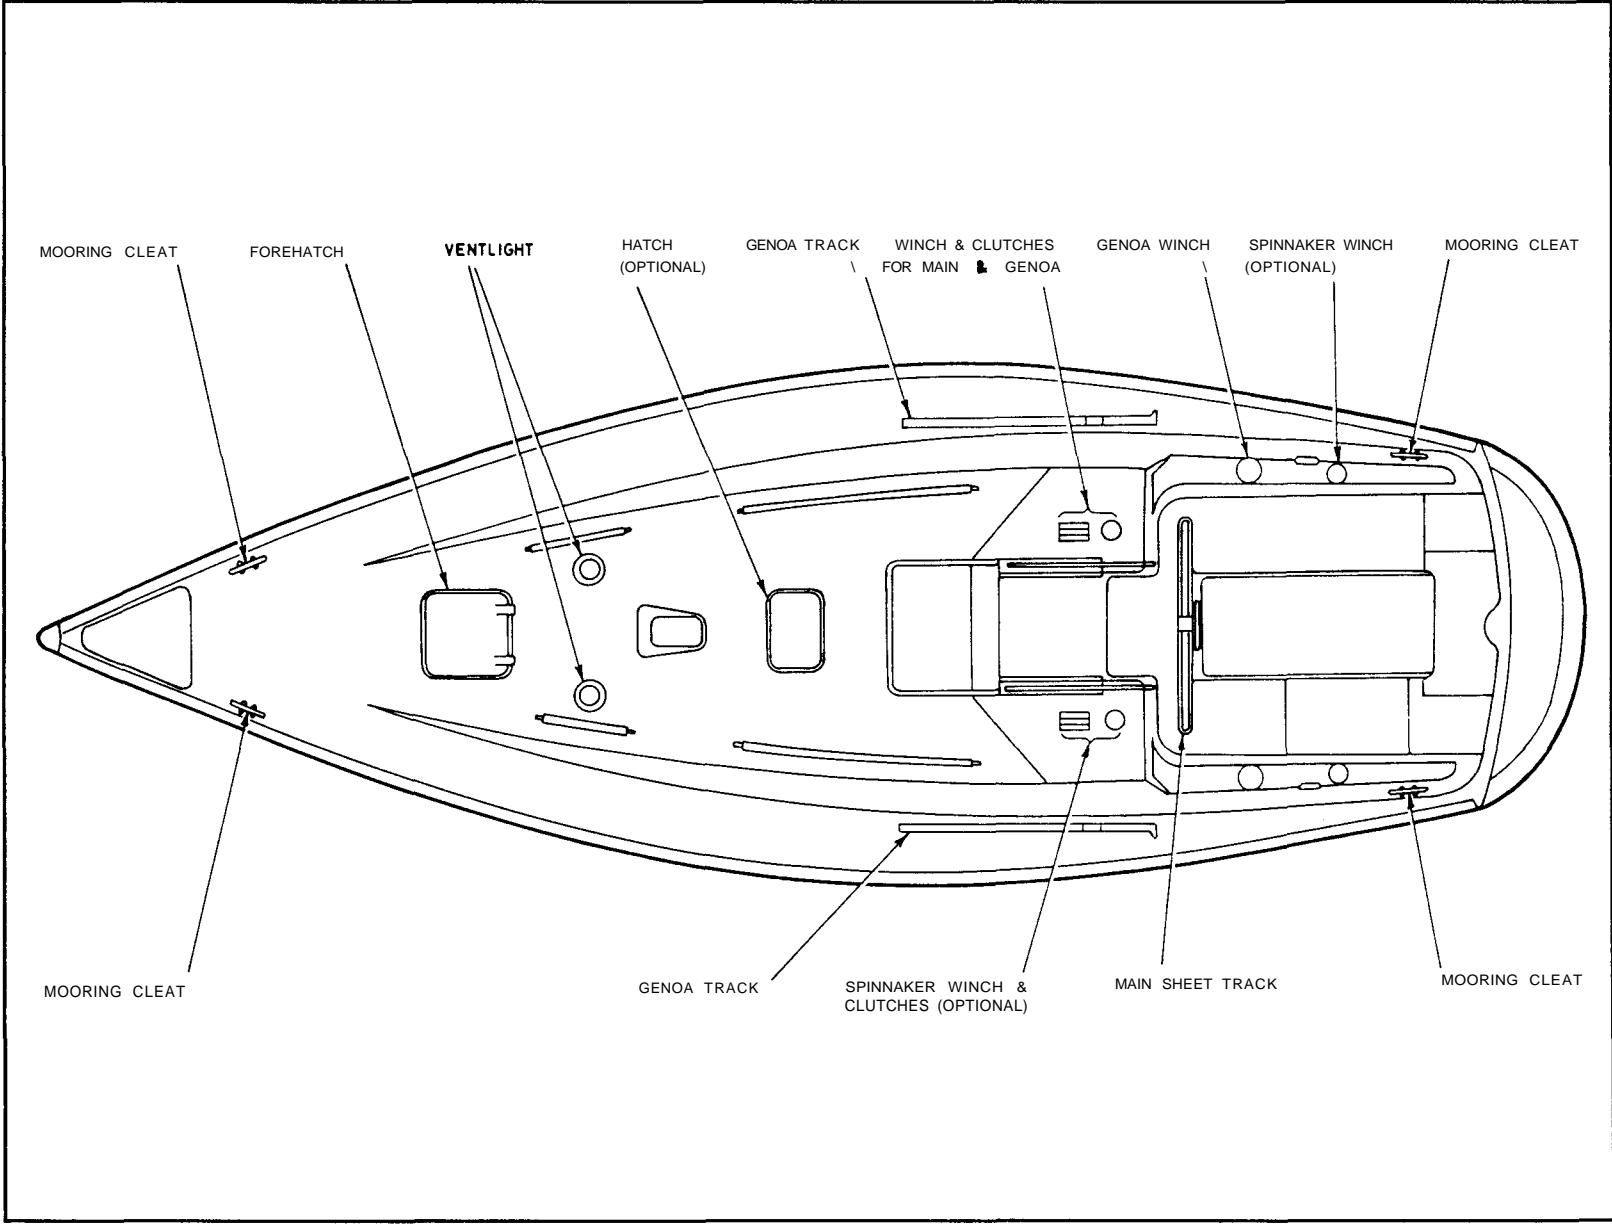 MOORING CLEAT
FOREHATCH
VENTLIGHT
HATCH
(OPTIONAL)
GENOA TRACK
WINCH & CLUTCHES
FOR MAIN & GENOA
GENOA WINCH
SPINNAKER WINCH
(OPTIONAL)
MOORING CLEAT
MOORING CLEAT
GENOA TRACK
SPINNAKER WINCH &
CLUTCHES (OPTIONAL)
MAIN SHEET TRACK
MOORING CLEAT